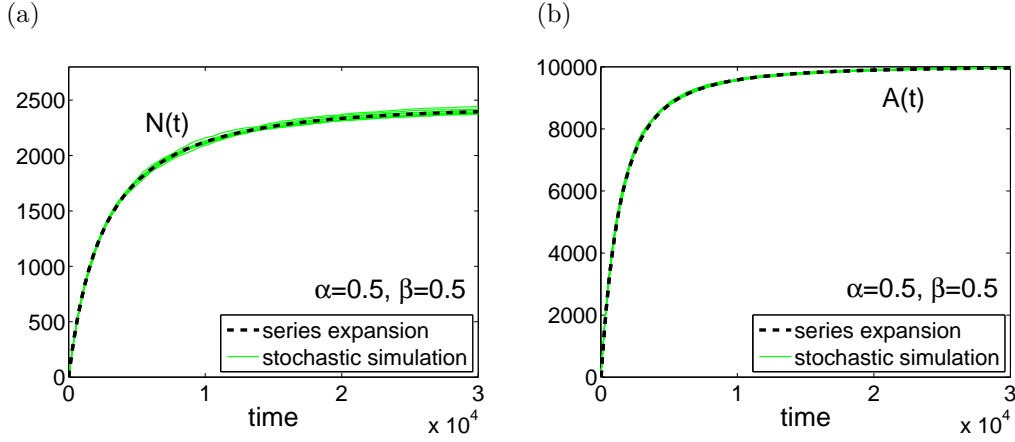 (a)
2500
2000
1500
1000
500
0
N(t)
α=0.5, β=0.5
series expansion
stochastic simulation
0 1 2 3
time
x 10^4
(b)
10000
8000
6000
4000
2000
0
A(t)
α=0.5, β=0.5
series expansion
stochastic simulation
0 1 2 3
time
x 10^4